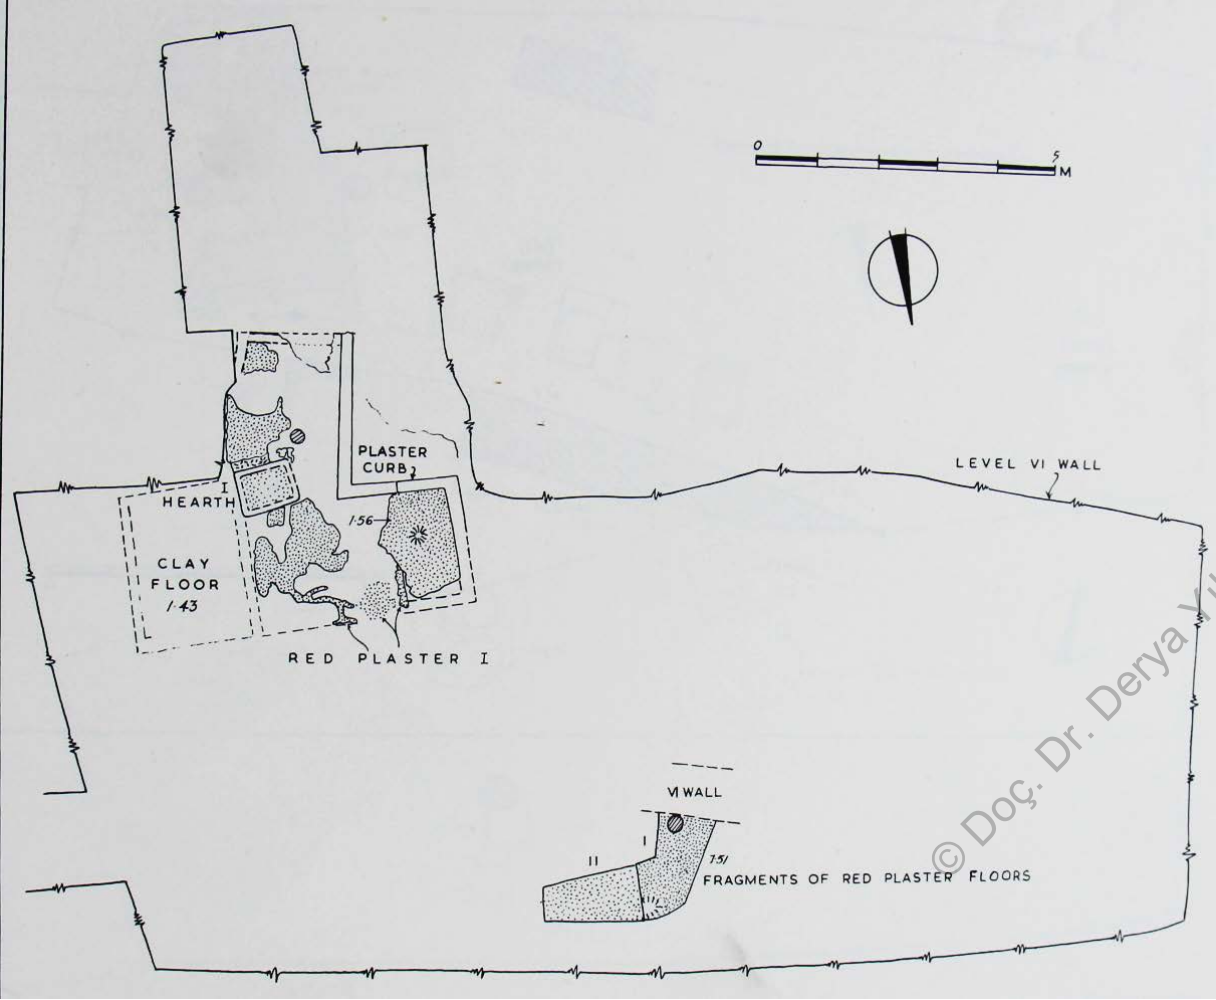 0
5
M
PLASTER
CURB
LEVEL VI WALL
I
HEARTH
1·56
CLAY
FLOOR
1·43
RED PLASTER I
VI WALL
I
II
7·51
FRAGMENTS OF RED PLASTER FLOORS
© Doç. Dr. Derya